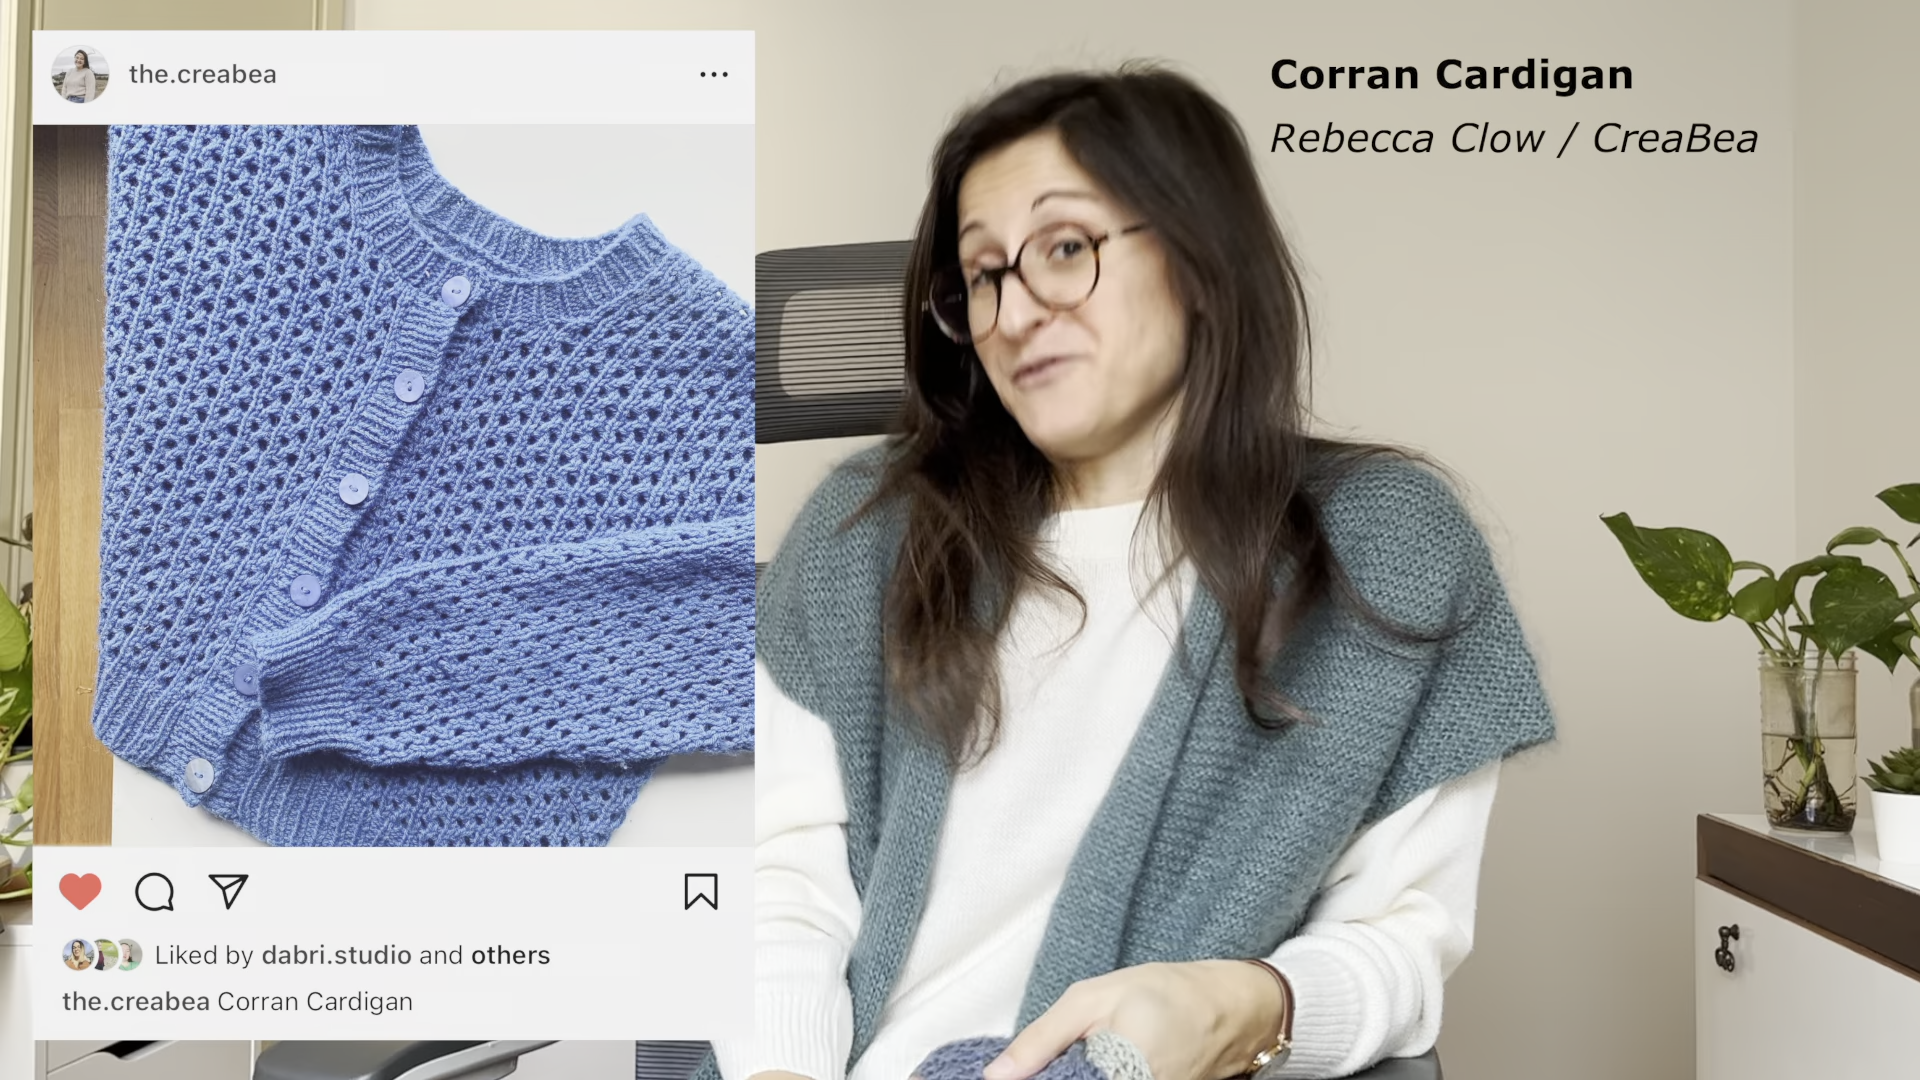 the.creabea
Corran Cardigan
Rebecca Clow / CreaBea
Liked by dabri.studio and others
the.creabea Corran Cardigan